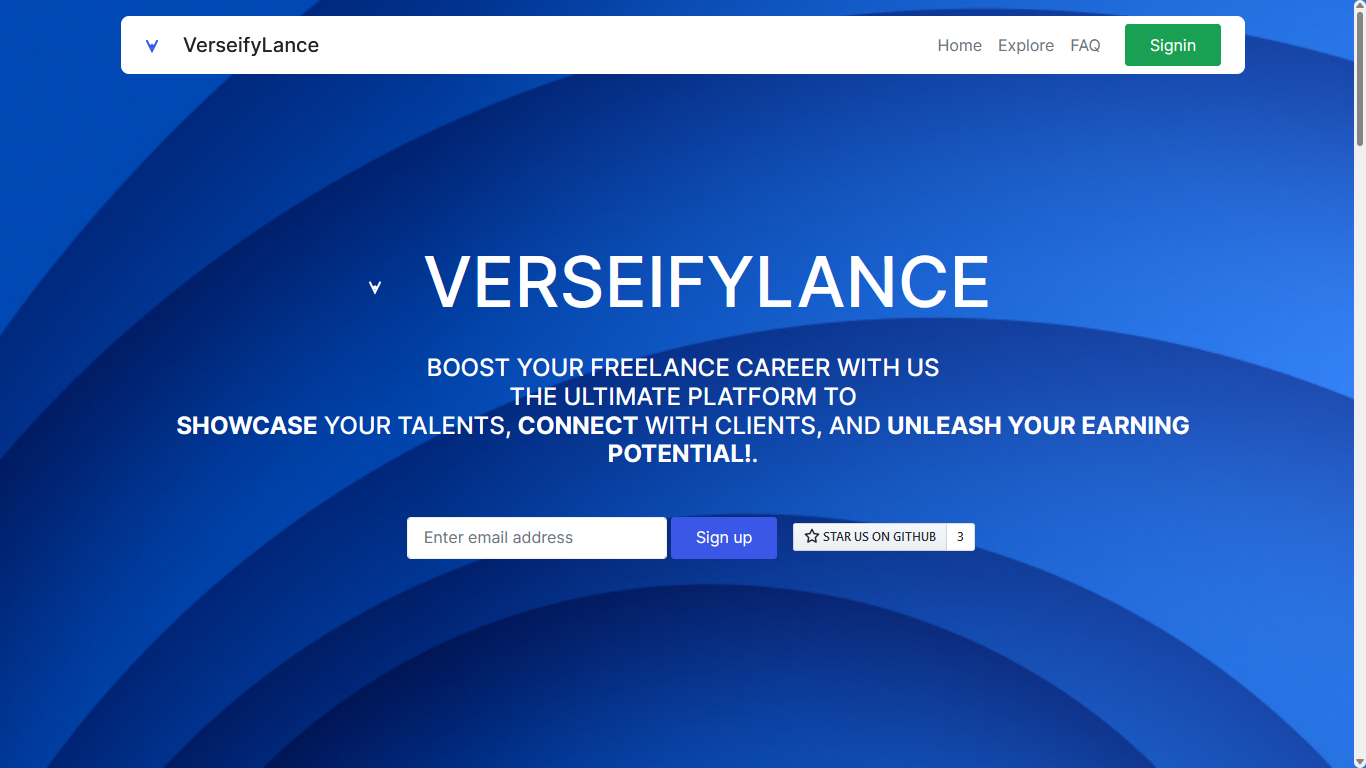 VerseifyLance
Home Explore FAQ Signin
VERSEIFYLANCE
BOOST YOUR FREELANCE CAREER WITH US
THE ULTIMATE PLATFORM TO
SHOWCASE YOUR TALENTS, CONNECT WITH CLIENTS, AND UNLEASH YOUR EARNING
POTENTIAL!.
Enter email address Sign up STAR US ON GITHUB 3